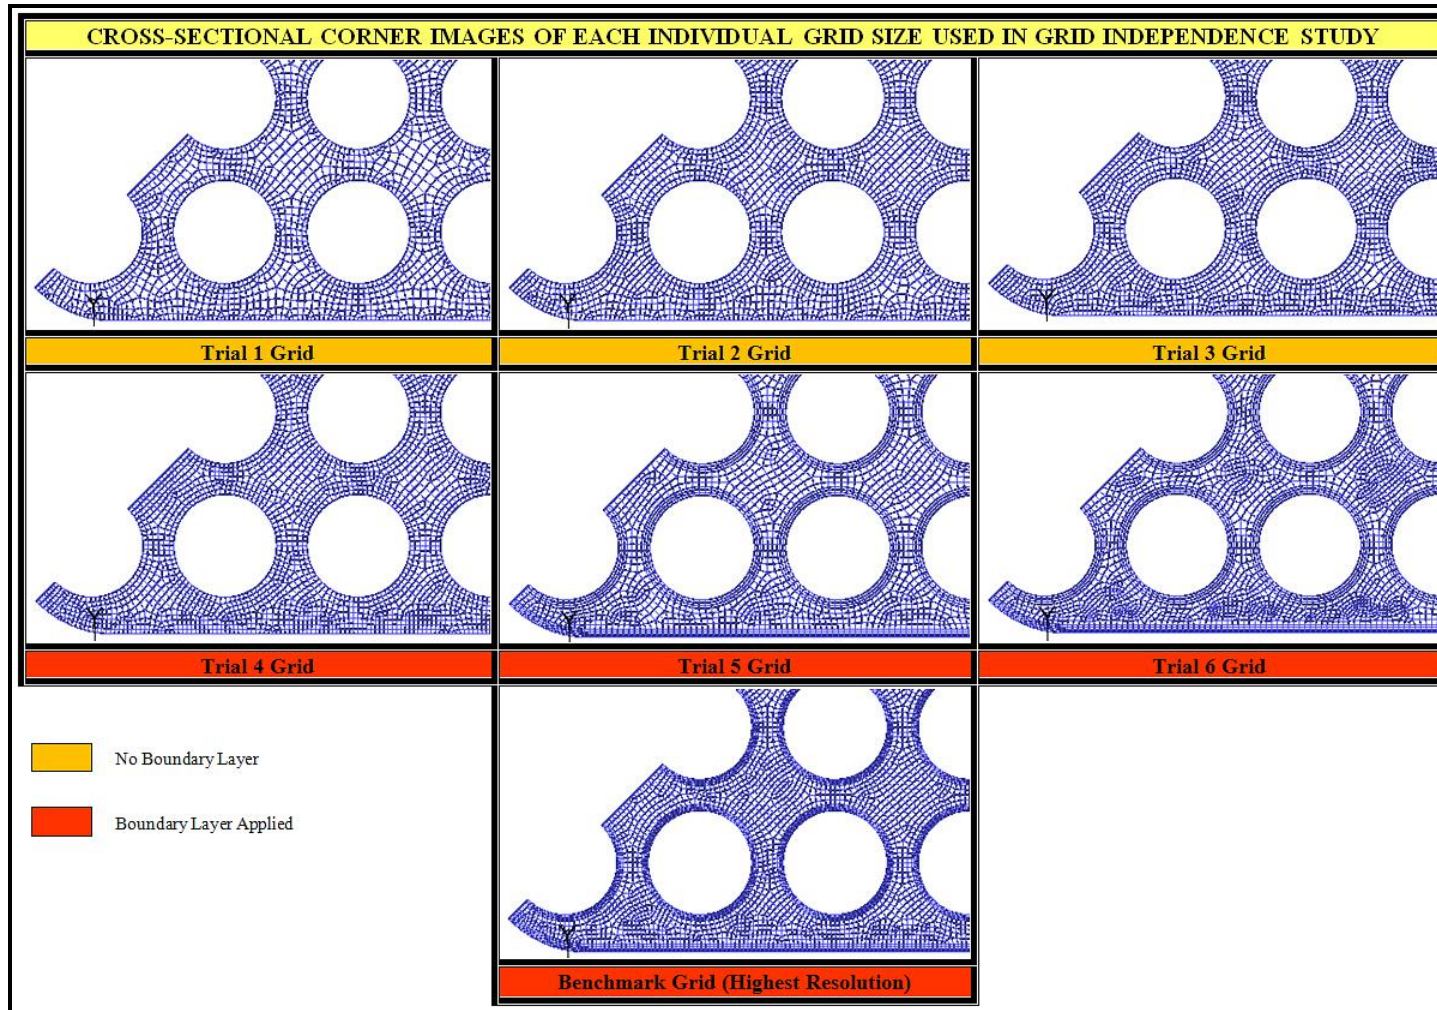 CROSS-SECTIONAL CORNER IMAGES OF EACH INDIVIDUAL GRID SIZE USED IN GRID INDEPENDENCE STUDY
Y
Y
Y
Trial 1 Grid
Trial 2 Grid
Trial 3 Grid
Y
Y
Y
Trial 4 Grid
Trial 5 Grid
Trial 6 Grid
No Boundary Layer
Boundary Layer Applied
Y
Benchmark Grid (Highest Resolution)